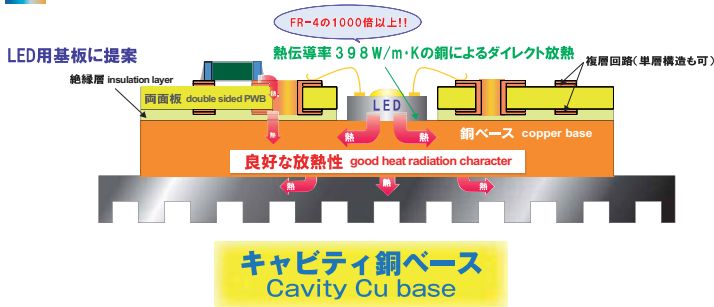 FR-4の1000倍以上!!
LED用基板に提案
熱伝導率398W/m・Kの銅によるダイレクト放熱
複層回路(単層構造も可)
絶縁層 insulation layer
熱
両面板 double sided PWB
LED
熱
熱
熱
銅ベース copper base
良好な放熱性 good heat radiation character
熱
熱
熱
キャビティ銅ベース
Cavity Cu base